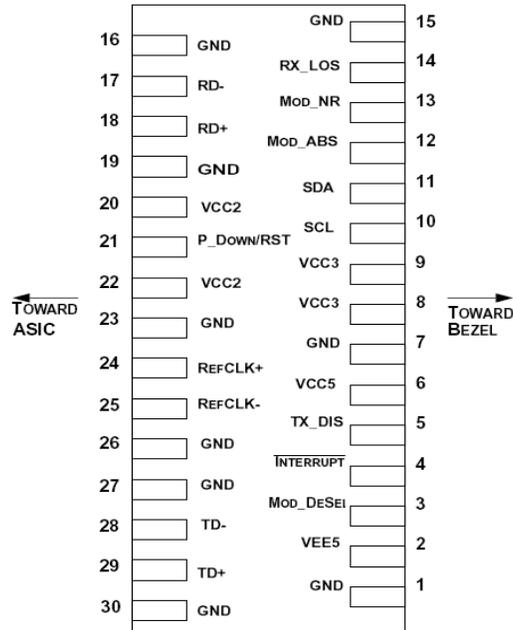 GND 15
16 GND
RX_LOS 14
17 RD-
MOD_NR 13
18 RD+
MOD_ABS 12
19 GND
SDA 11
20 VCC2
SCL 10
21 P_DOWN/RST
VCC3 9
22 VCC2
TOWARD
ASIC
VCC3 8
TOWARD
BEZEL
23 GND
GND 7
24 REFCLK+
VCC5 6
25 REFCLK-
TX_DIS 5
26 GND
INTERRUPT 4
27 GND
MOD_DESEL 3
28 TD-
VEE5 2
29 TD+
GND 1
30 GND